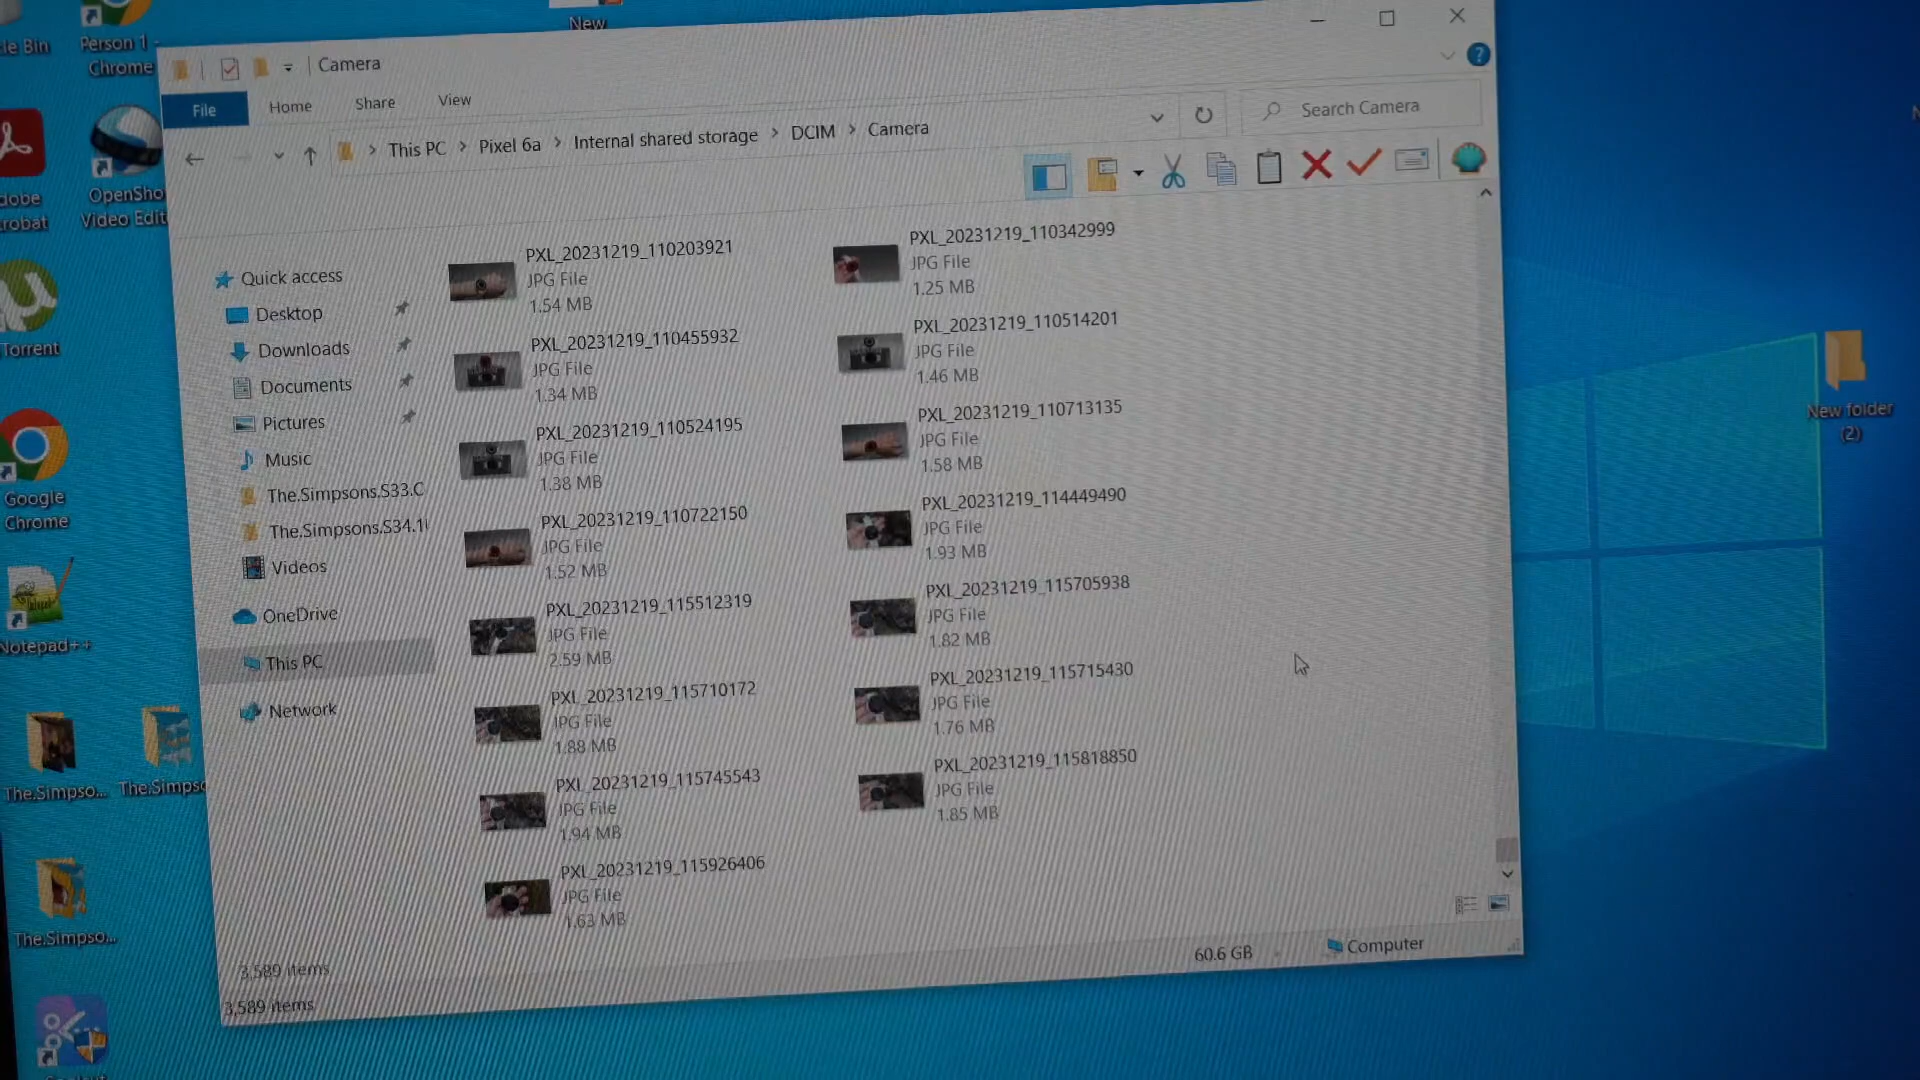 New
Person 1 -
Chrome
le Bin
Camera
File
Home
Share
View
This PC
Pixel 6a
Internal shared storage
DCIM
Camera
Search Camera
?
dobe
robat
OpenSho
Video Edit
Quick access
Desktop
Downloads
Documents
Pictures
Music
The.Simpsons.S33.C
The.Simpsons.S34.1
Videos
OneDrive
This PC
Network
PXL_20231219_110203921
JPG File
1.54 MB
PXL_20231219_110342999
JPG File
1.25 MB
PXL_20231219_110455932
JPG File
1.34 MB
PXL_20231219_110514201
JPG File
1.46 MB
PXL_20231219_110524195
JPG File
1.38 MB
PXL_20231219_110713135
JPG File
1.58 MB
PXL_20231219_110722150
JPG File
1.52 MB
PXL_20231219_114449490
JPG File
1.93 MB
PXL_20231219_115512319
JPG File
2.59 MB
PXL_20231219_115705938
JPG File
1.82 MB
PXL_20231219_115710172
JPG File
1.88 MB
PXL_20231219_115715430
JPG File
1.76 MB
PXL_20231219_115745543
JPG File
1.94 MB
PXL_20231219_115818850
JPG File
1.85 MB
PXL_20231219_115926406
JPG File
1.63 MB
Torrent
Google
Chrome
Notepad++
The.Simpso...
The.Simpso
The.Simpso...
New folder
(2)
3,589 items
60.6 GB
Computer
3,589 items